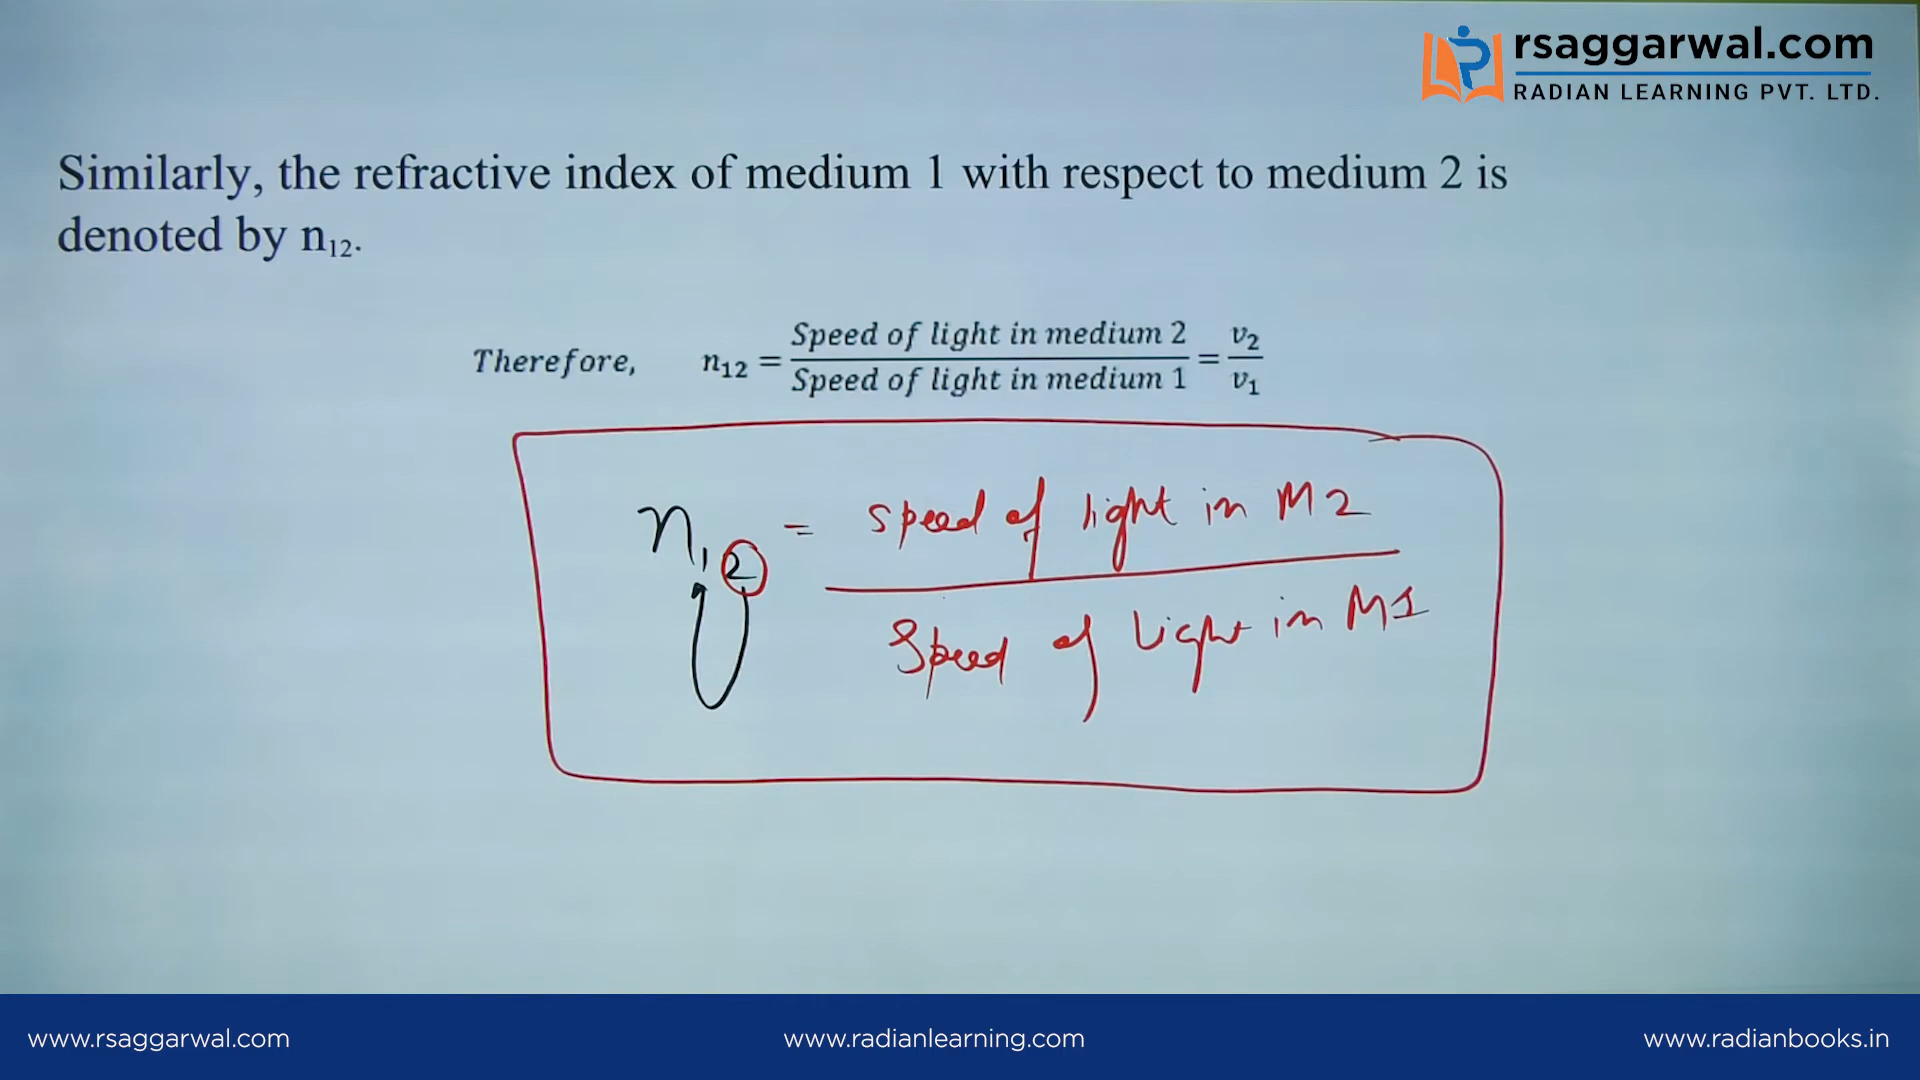 rsaggarwal.com
RADIAN LEARNING PVT. LTD.
Similarly, the refractive index of medium 1 with respect to medium 2 is
denoted by n₁₂.
Therefore, n₁₂ = Speed of light in medium 2 / Speed of light in medium 1 = v₂ / v₁
n₁₂ = speed of light in M2
Speed of light in M1
www.rsaggarwal.com www.radianlearning.com www.radianbooks.in